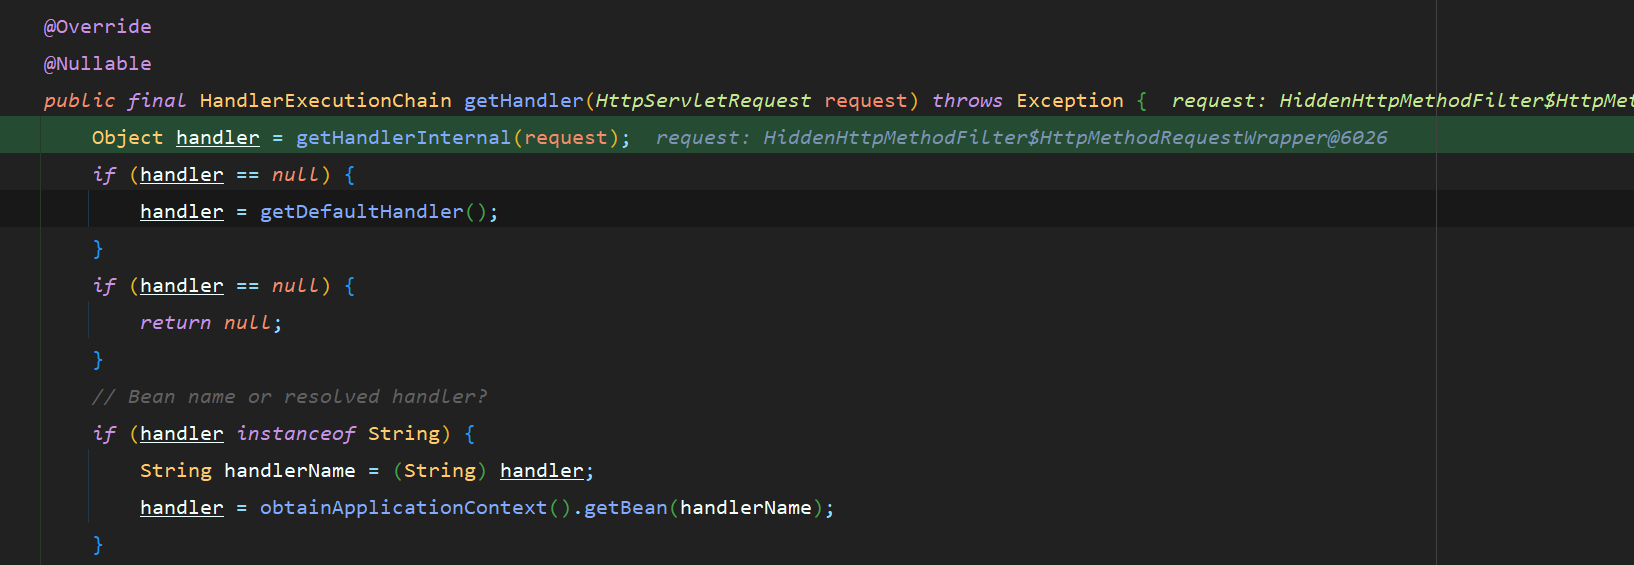 @Override
@Nullable
public final HandlerExecutionChain getHandler(HttpServletRequest request) throws Exception {  request: HiddenHttpMethodFilter$HttpMet
Object handler = getHandlerInternal(request);  request: HiddenHttpMethodFilter$HttpMethodRequestWrapper@6026
if (handler == null) {
handler = getDefaultHandler();
}
if (handler == null) {
return null;
}
// Bean name or resolved handler?
if (handler instanceof String) {
String handlerName = (String) handler;
handler = obtainApplicationContext().getBean(handlerName);
}